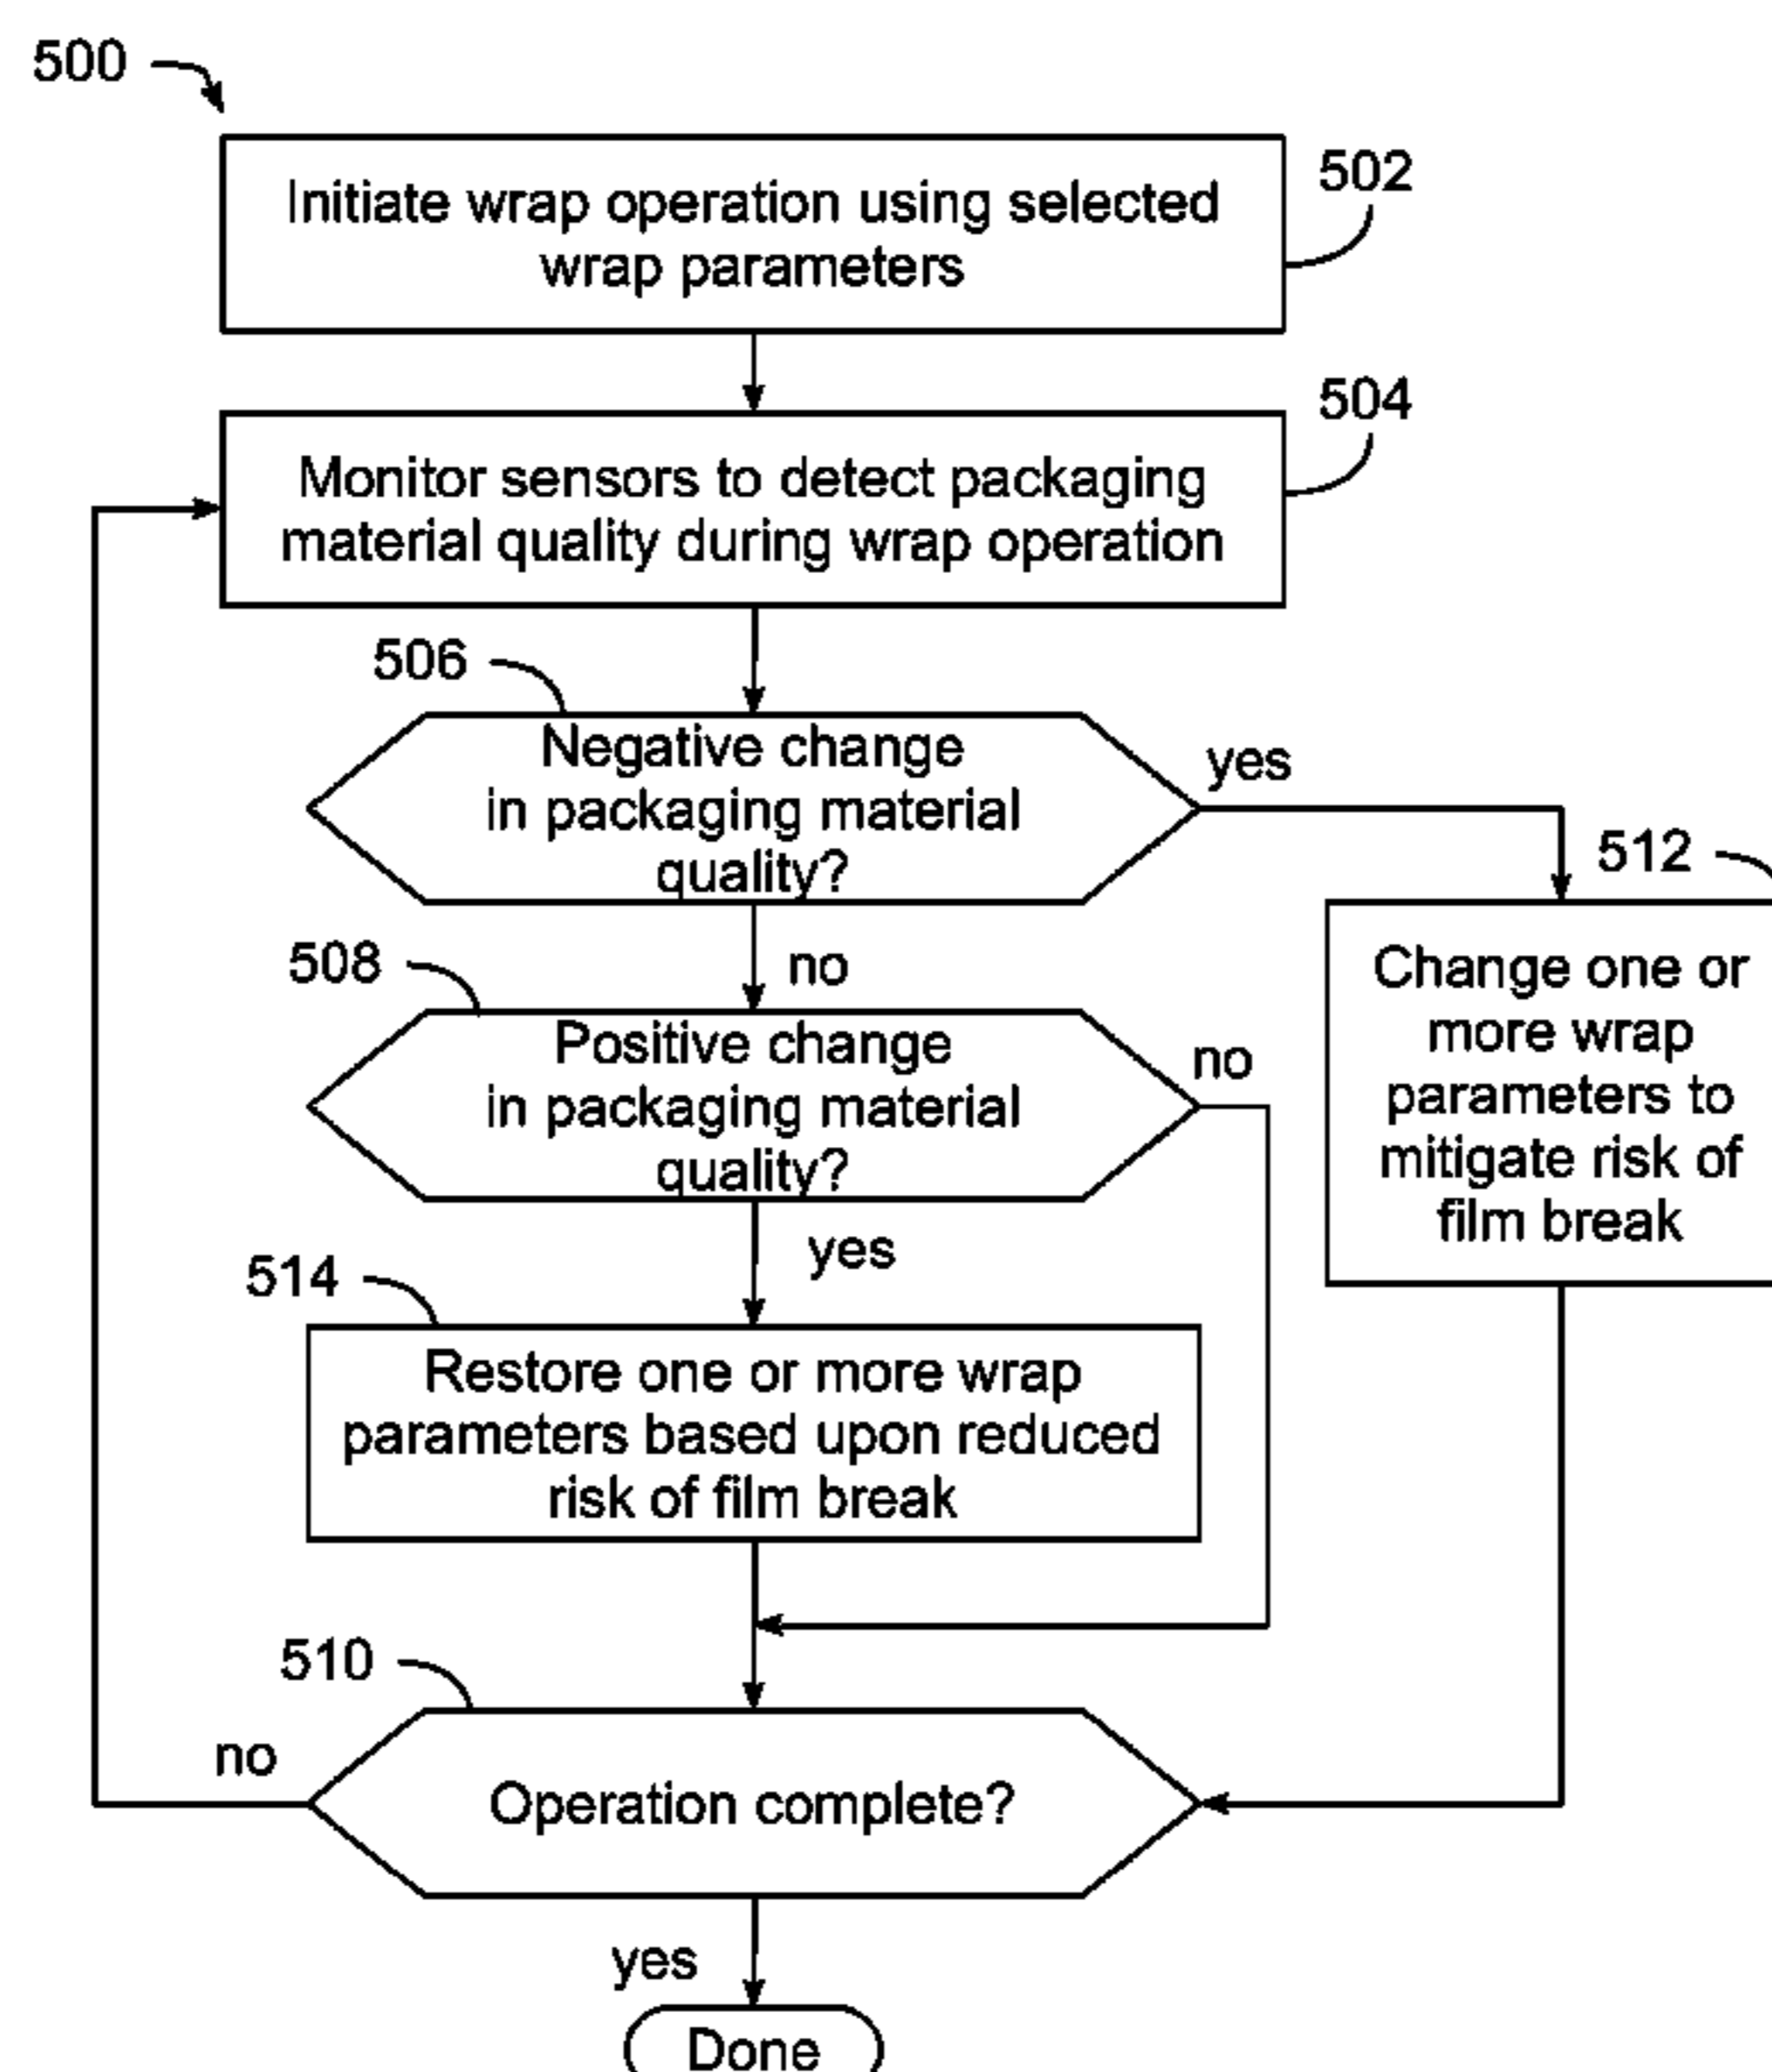 500
Initiate wrap operation using selected
wrap parameters
502
504
Monitor sensors to detect packaging
material quality during wrap operation
506
Negative change
in packaging material
quality?
yes
512
Change one or
more wrap
parameters to
mitigate risk of
film break
no
508
Positive change
in packaging material
quality?
no
yes
514
Restore one or more wrap
parameters based upon reduced
risk of film break
510
Operation complete?
no
yes
Done